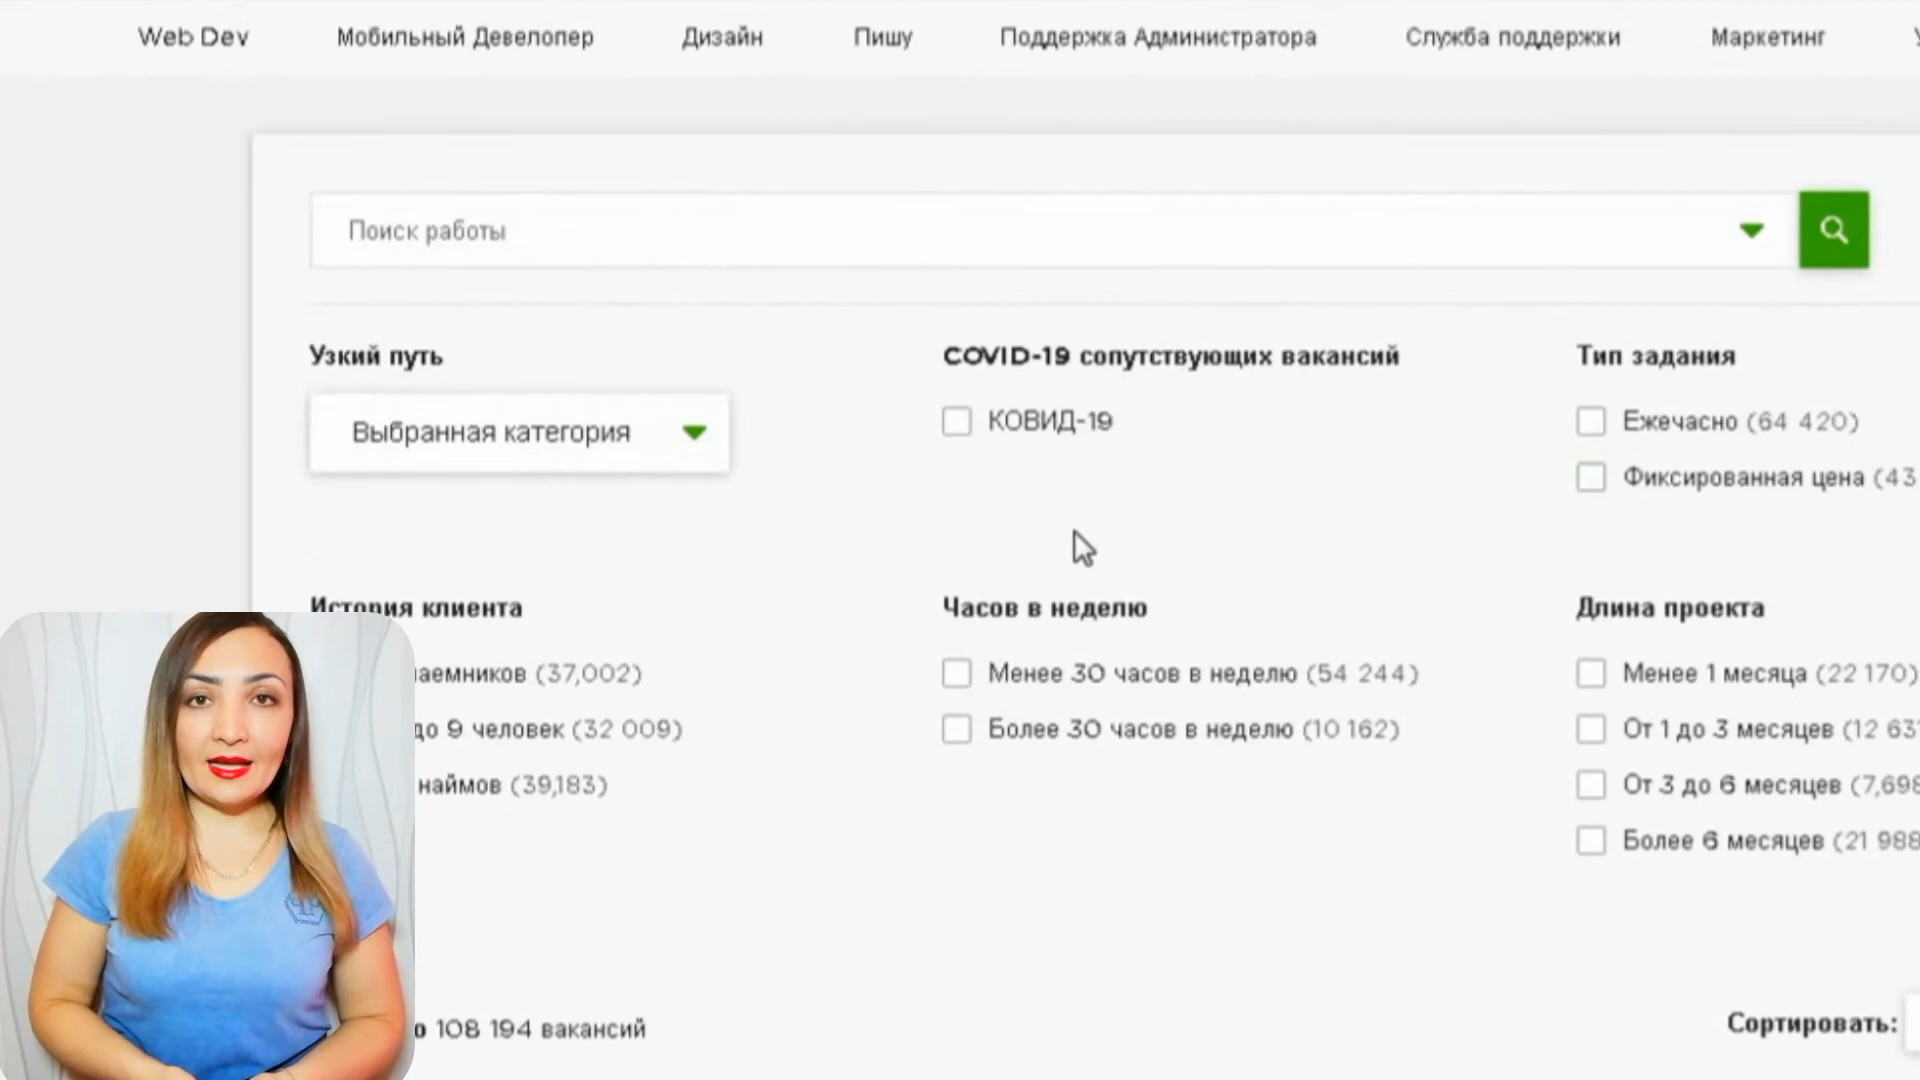 Web Dev Мобильный Девелопер Дизайн Пишу Поддержка Администратора Служба поддержки Маркетинг
Поиск работы
Узкий путь
Выбранная категория
COVID-19 сопутствующих вакансий
КОВИД-19
Тип задания
Ежечасно (64 420)
Фиксированная цена (43
История клиента
аемников (37,002)
до 9 человек (32 009)
наймов (39,183)
Часов в неделю
Менее 30 часов в неделю (54 244)
Более 30 часов в неделю (10 162)
Длина проекта
Менее 1 месяца (22 170)
От 1 до 3 месяцев (12 63
От 3 до 6 месяцев (7,698
Более 6 месяцев (21 988
о 108 194 вакансий
Сортировать: